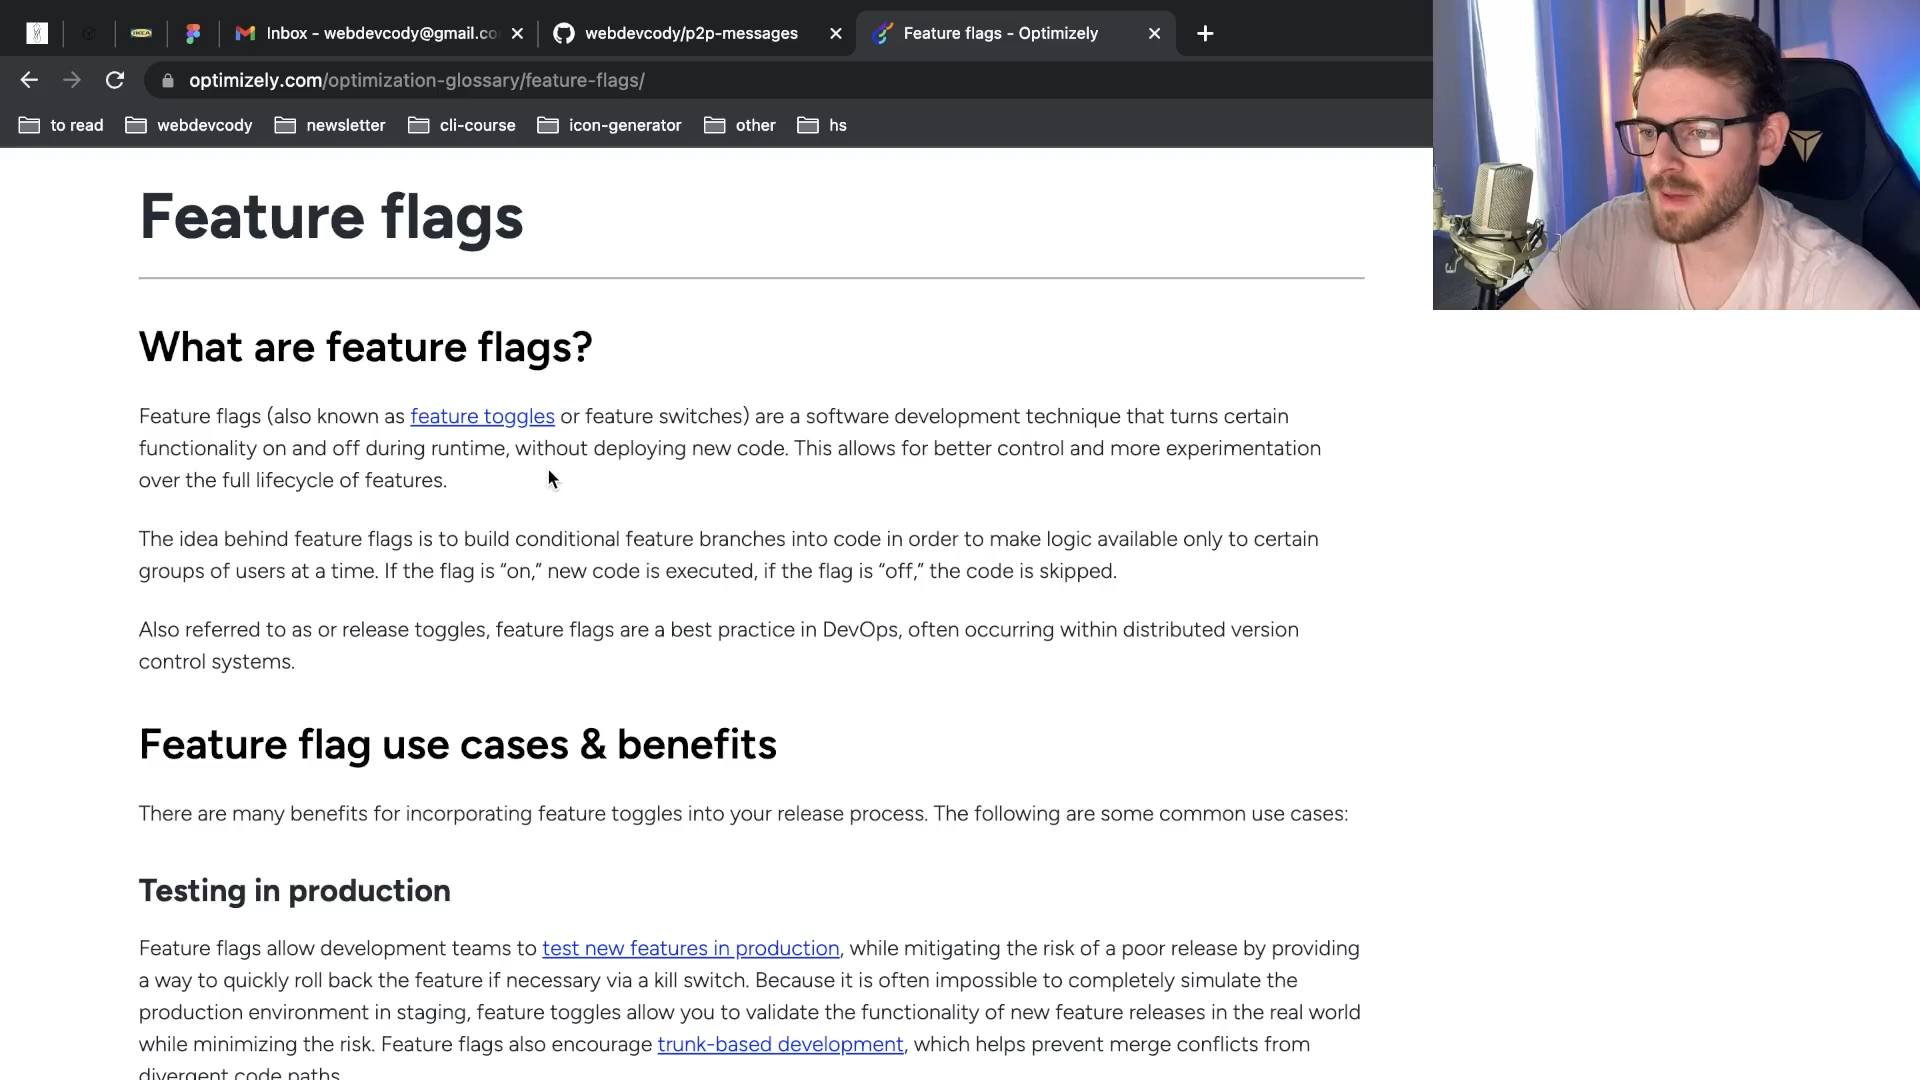 IKEA
Inbox - webdevcody@gmail.co
webdevcody/p2p-messages
Feature flags - Optimizely
optimizely.com/optimization-glossary/feature-flags/
to read
webdevcody
newsletter
cli-course
icon-generator
other
hs
Feature flags
What are feature flags?
Feature flags (also known as feature toggles or feature switches) are a software development technique that turns certain
functionality on and off during runtime, without deploying new code. This allows for better control and more experimentation
over the full lifecycle of features.
The idea behind feature flags is to build conditional feature branches into code in order to make logic available only to certain
groups of users at a time. If the flag is “on,” new code is executed, if the flag is “off,” the code is skipped.
Also referred to as or release toggles, feature flags are a best practice in DevOps, often occurring within distributed version
control systems.
Feature flag use cases & benefits
There are many benefits for incorporating feature toggles into your release process. The following are some common use cases:
Testing in production
Feature flags allow development teams to test new features in production, while mitigating the risk of a poor release by providing
a way to quickly roll back the feature if necessary via a kill switch. Because it is often impossible to completely simulate the
production environment in staging, feature toggles allow you to validate the functionality of new feature releases in the real world
while minimizing the risk. Feature flags also encourage trunk-based development, which helps prevent merge conflicts from
divergent code paths.